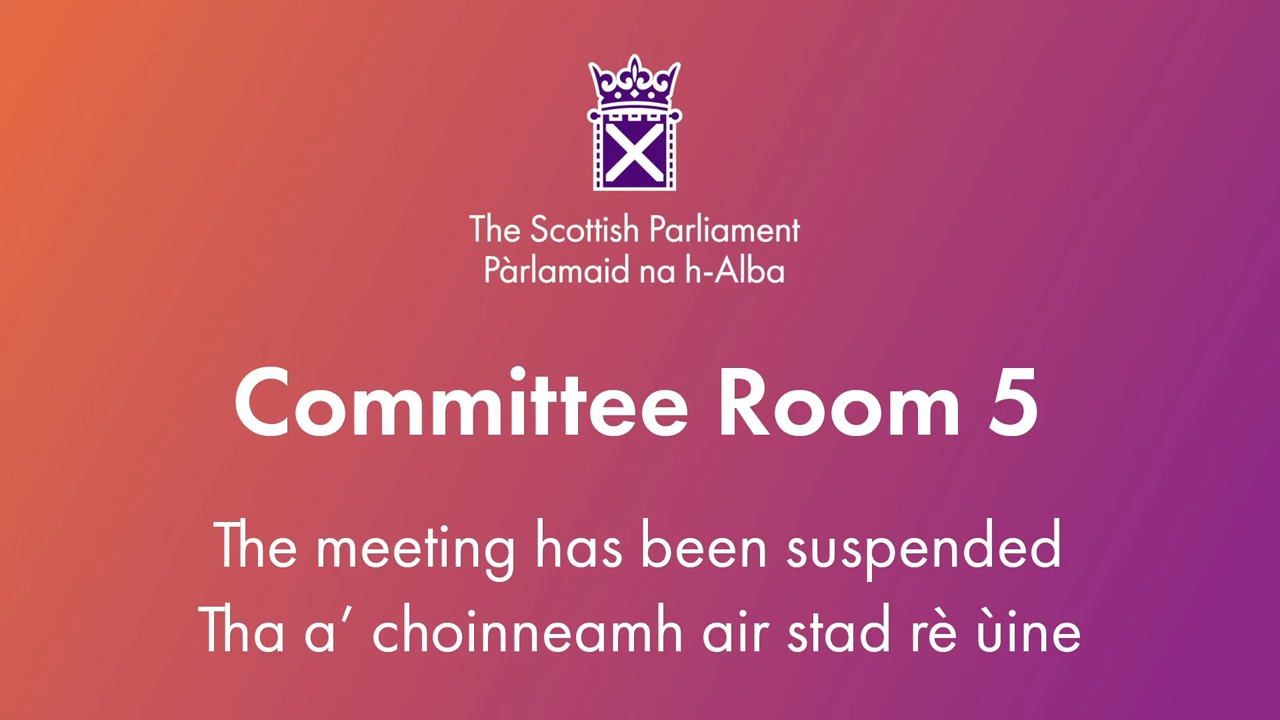 The Scottish Parliament
Pàrlamaid na h-Alba
Committee Room 5
The meeting has been suspended
Tha a’ choinneamh air stad rè ùine